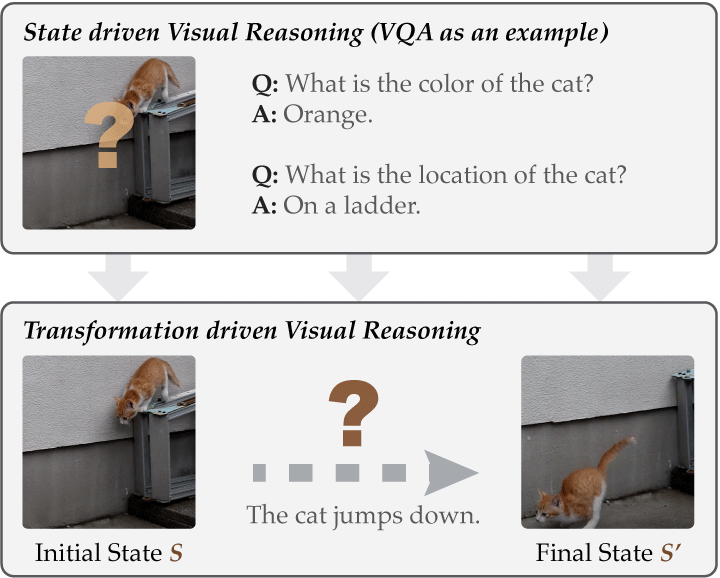 State driven Visual Reasoning (VQA as an example)
?
Q: What is the color of the cat?
A: Orange.
Q: What is the location of the cat?
A: On a ladder.
Transformation driven Visual Reasoning
?
The cat jumps down.
Initial State S
Final State S′